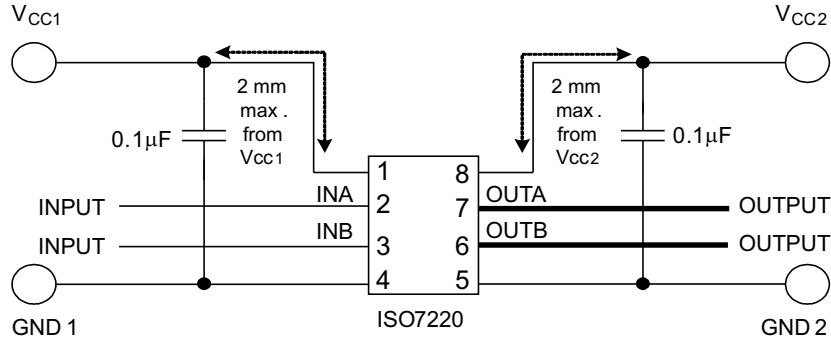 VCC1
VCC2
2 mm
max .
from
VCC1
2 mm
max .
from
VCC2
0.1µF
0.1µF
1
8
INPUT
INA
2
7
OUTA
OUTPUT
INPUT
INB
3
6
OUTB
OUTPUT
4
5
GND 1
ISO7220
GND 2